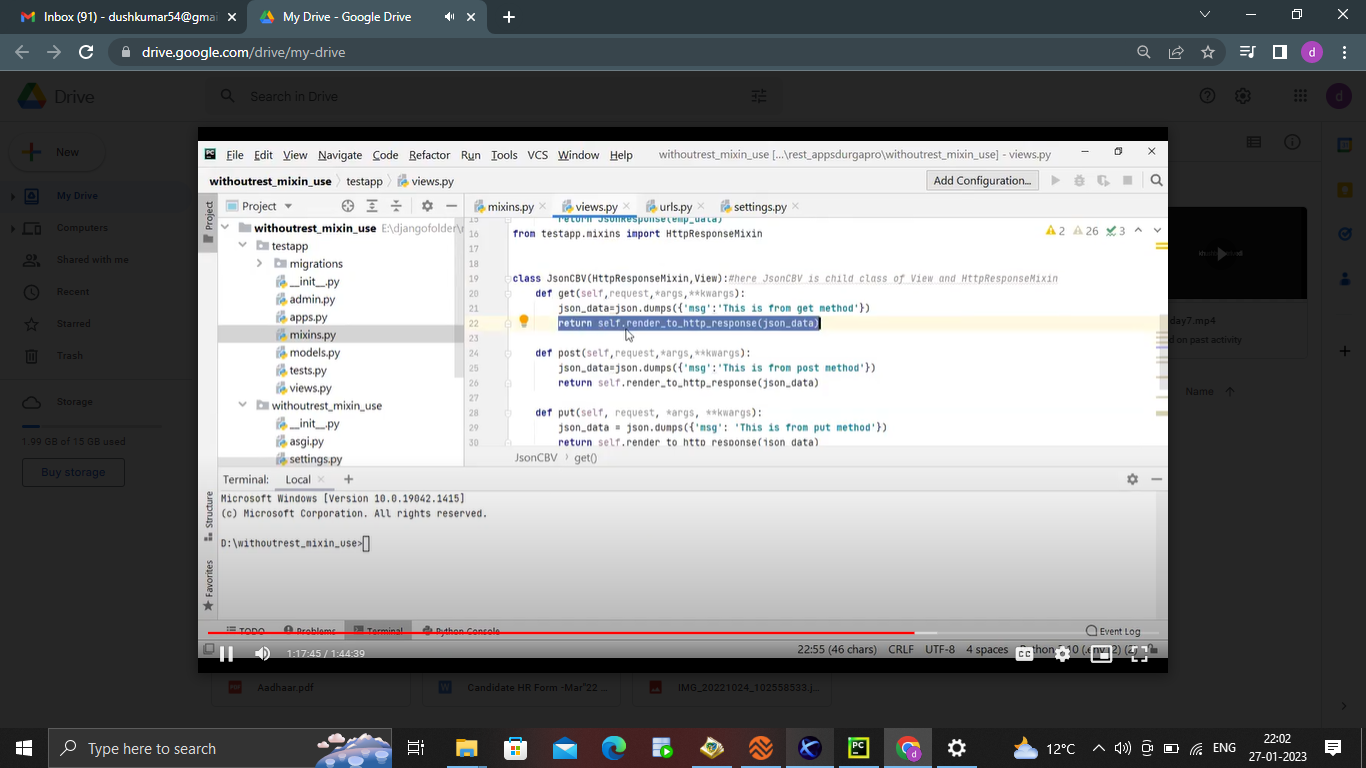 Inbox (91) - dushkumar54@gmai
My Drive - Google Drive
drive.google.com/drive/my-drive
d
Drive
Search in Drive
d
New
My Drive
Computers
Shared with me
Recent
Starred
Trash
Storage
1.99 GB of 15 GB used
Buy storage
File Edit View Navigate Code Refactor Run Tools VCS Window Help withoutrest_mixin_use [...\rest_appsdurgapro\withoutrest_mixin_use] - views.py
withoutrest_mixin_use testapp views.py
Add Configuration...
Project
Project
mixins.py views.py urls.py settings.py
withoutrest_mixin_use E:\djangofolder\r
testapp
migrations
__init__.py
admin.py
apps.py
mixins.py
models.py
tests.py
views.py
withoutrest_mixin_use
__init__.py
asgi.py
settings.py
2 26 3
15 return JsonResponse(emp_data)
16 from testapp.mixins import HttpResponseMixin
17
18
19 class JsonCBV(HttpResponseMixin,View):#here JsonCBV is child class of View and HttpResponseMixin
20 def get(self,request,*args,**kwargs):
21 json_data=json.dumps({'msg':'This is from get method'})
22 return self.render_to_http_response(json_data)
23
24 def post(self,request,*args,**kwargs):
25 json_data=json.dumps({'msg':'This is from post method'})
26 return self.render_to_http_response(json_data)
27
28 def put(self, request, *args, **kwargs):
29 json_data = json.dumps({'msg': 'This is from put method'})
30 return self.render_to_http_response(json_data)
JsonCBV get()
Structure
Favorites
Terminal: Local
Microsoft Windows [Version 10.0.19042.1415]
(c) Microsoft Corporation. All rights reserved.
D:\withoutrest_mixin_use>
TODO Problems Terminal Python Console Event Log
1:17:45 / 1:44:39
22:55 (46 chars) CRLF UTF-8 4 spaces
CC
day7.mp4
d on past activity
Name
Aadhaar.pdf
Candidate HR Form -Mar"22 ...
IMG_20221024_102558533.j...
Type here to search
12°C
ENG
22:02
27-01-2023